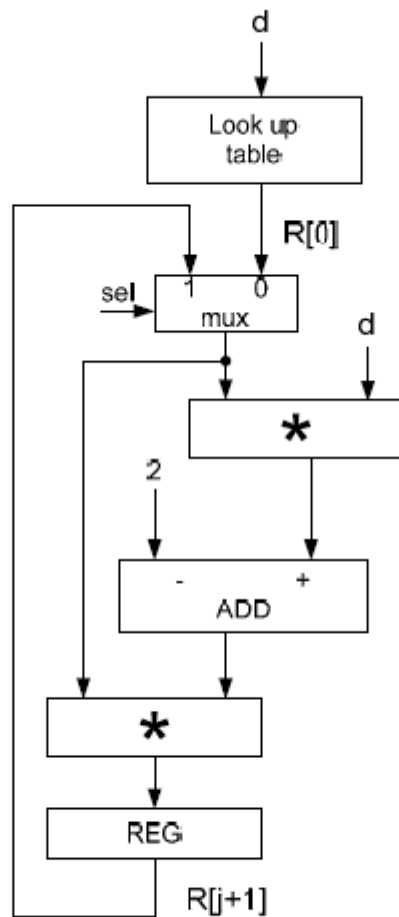 d
Look up
table
R[0]
sel
1 0
mux
d
*
2
- +
ADD
*
REG
R[j+1]